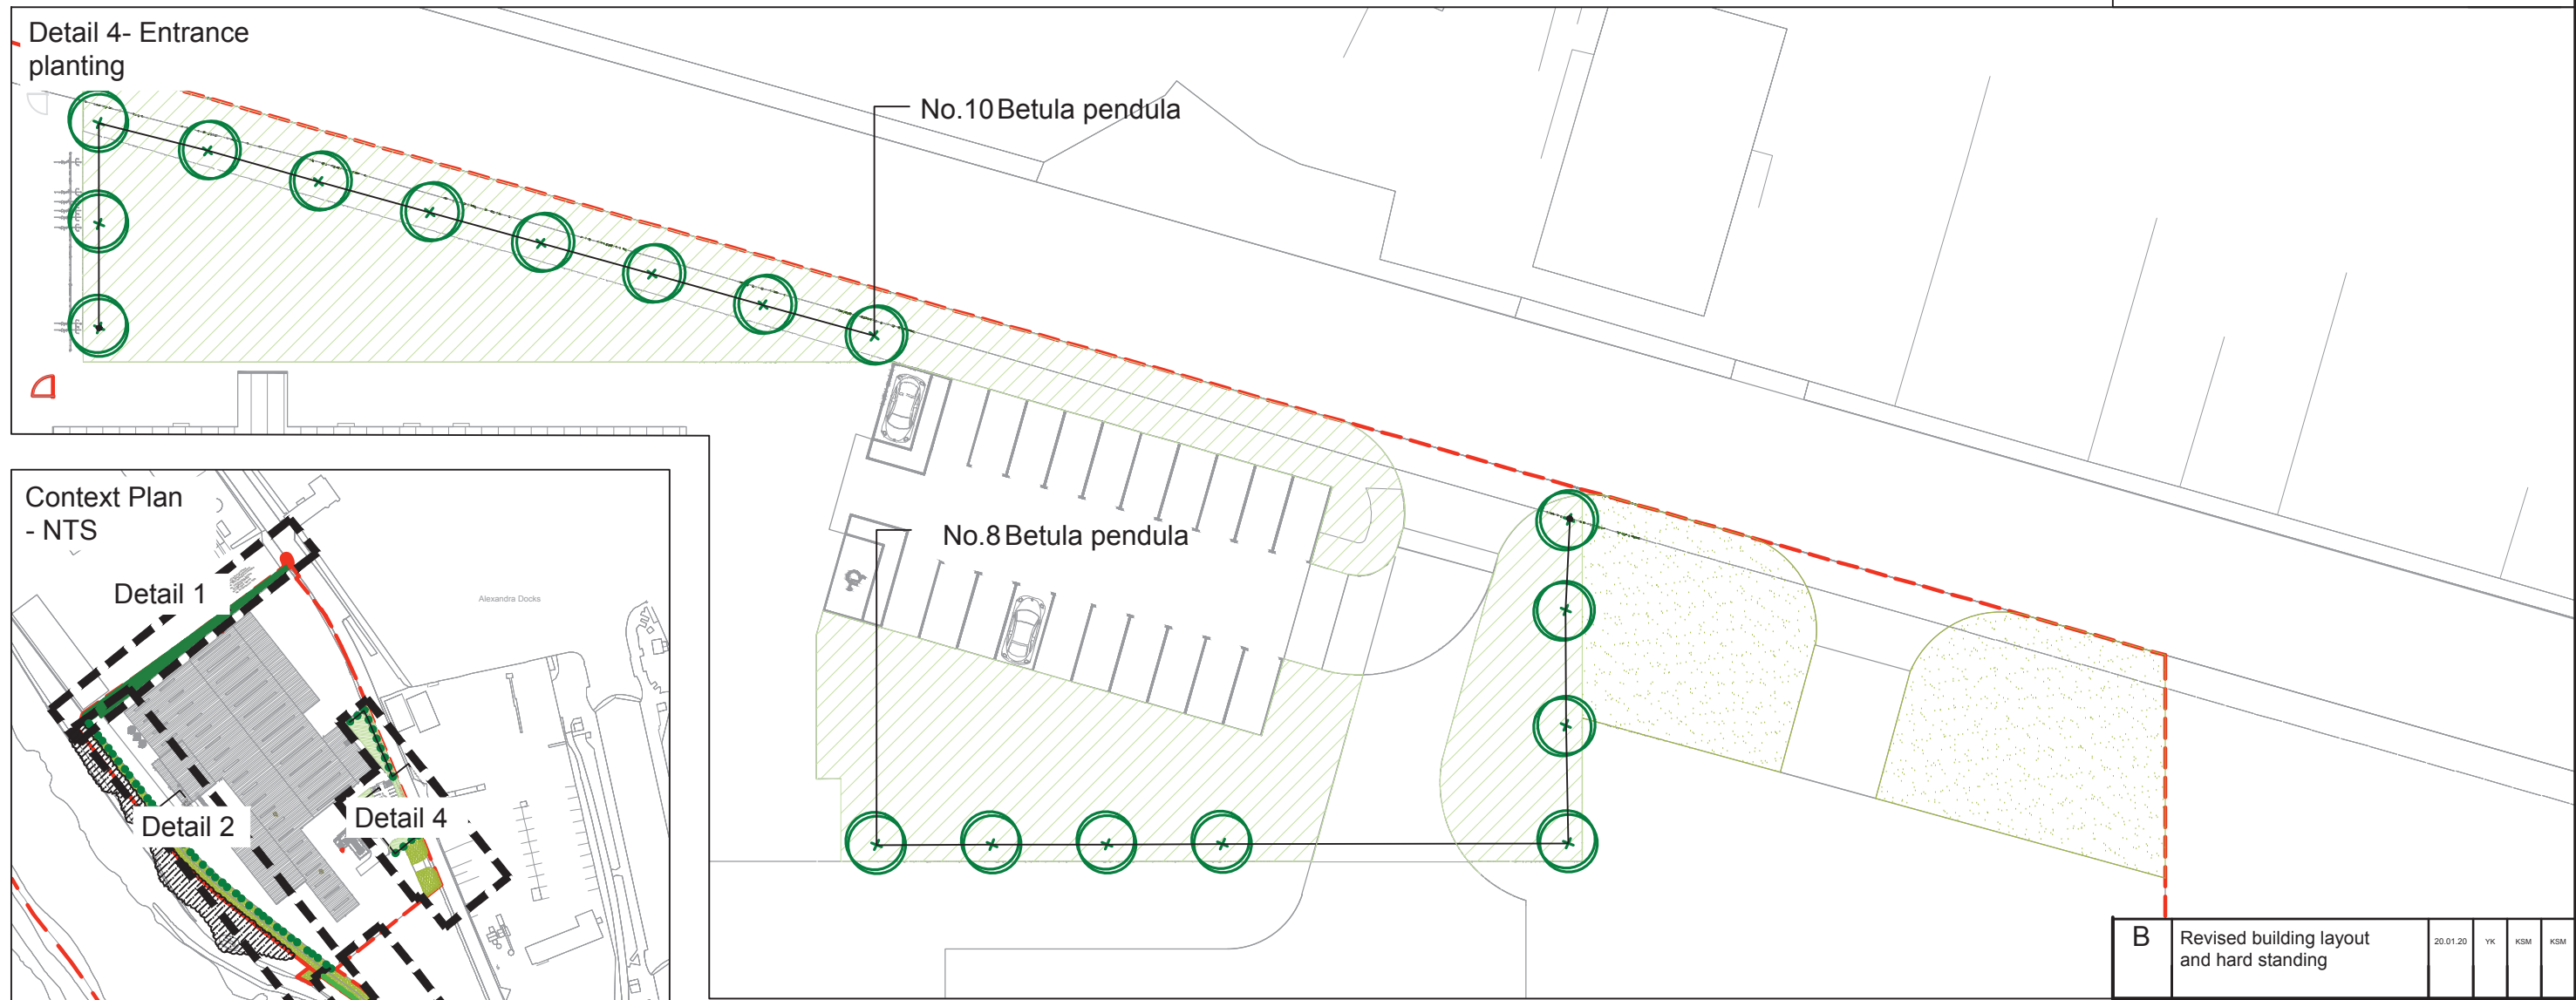 Detail 4- Entrance
planting
No.10 Betula pendula
No.8 Betula pendula
Context Plan
- NTS
Detail 1
Alexandra Docks
Detail 2
Detail 4
B
Revised building layout
and hard standing
20.01.20
YK
KSM
KSM